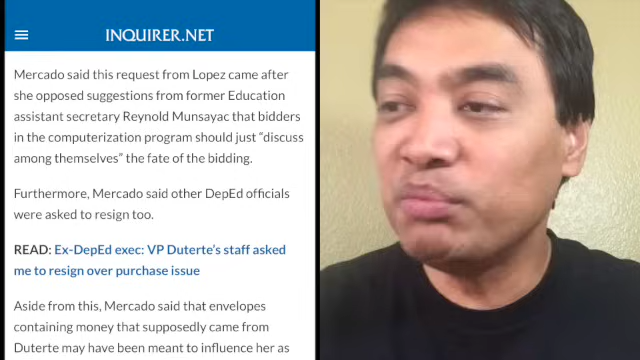 INQUIRER.NET
Mercado said this request from Lopez came after
she opposed suggestions from former Education
assistant secretary Reynold Munsayac that bidders
in the computerization program should just “discuss
among themselves” the fate of the bidding.
Furthermore, Mercado said other DepEd officials
were asked to resign too.
READ: Ex-DepEd exec: VP Duterte’s staff asked
me to resign over purchase issue
Aside from this, Mercado said that envelopes
containing money that supposedly came from
Duterte may have been meant to influence her as